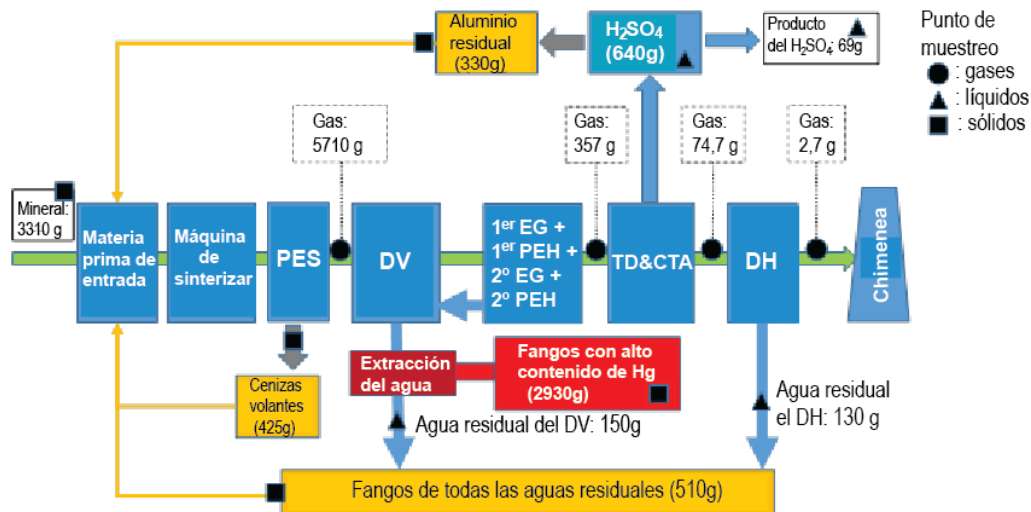 Aluminio
residual
(330g)
H₂SO₄
(640g)
Producto
del H₂SO₄: 69g
Punto de
muestreo
: gases
: líquidos
: sólidos
Gas:
5710 g
Gas:
357 g
Gas:
74,7 g
Gas:
2,7 g
Mineral:
3310 g
Materia
prima de
entrada
Máquina
de
sinterizar
PES
DV
1er EG +
1er PEH +
2º EG +
2º PEH
TD&CTA
DH
Chimenea
Extracción
del agua
Fangos con alto
contenido de Hg
(2930g)
Cenizas
volantes
(425g)
Agua residual del DV: 150g
Agua residual
el DH: 130 g
Fangos de todas las aguas residuales (510g)